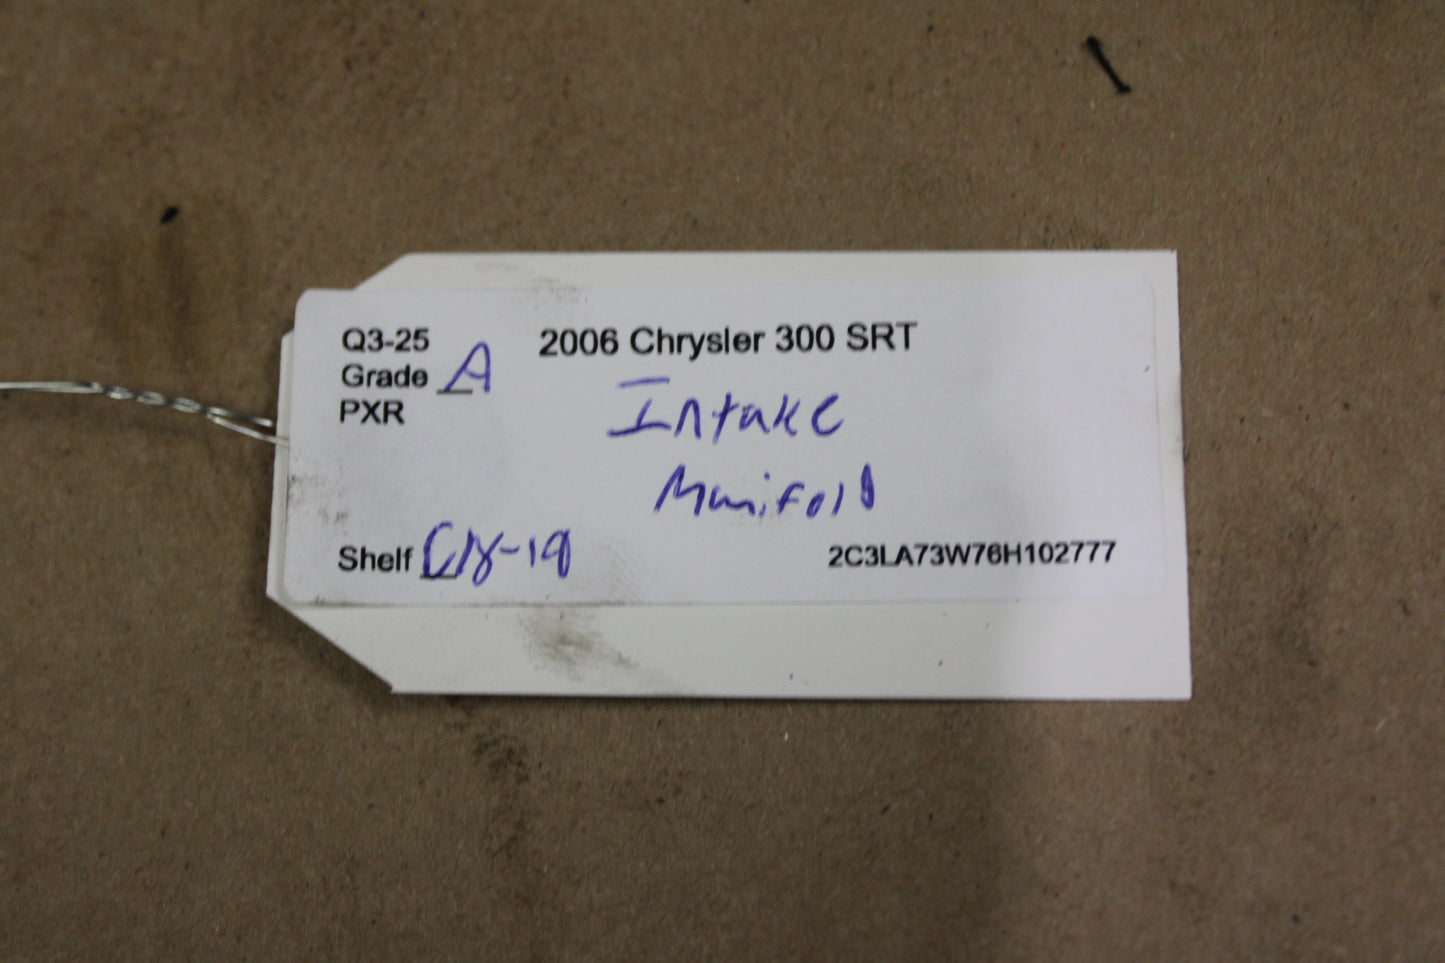 Q3-25 2006 Chrysler 300 SRT
Grade A
PXR
Intake
Manifold
Shelf
2C3LA73W76H102777